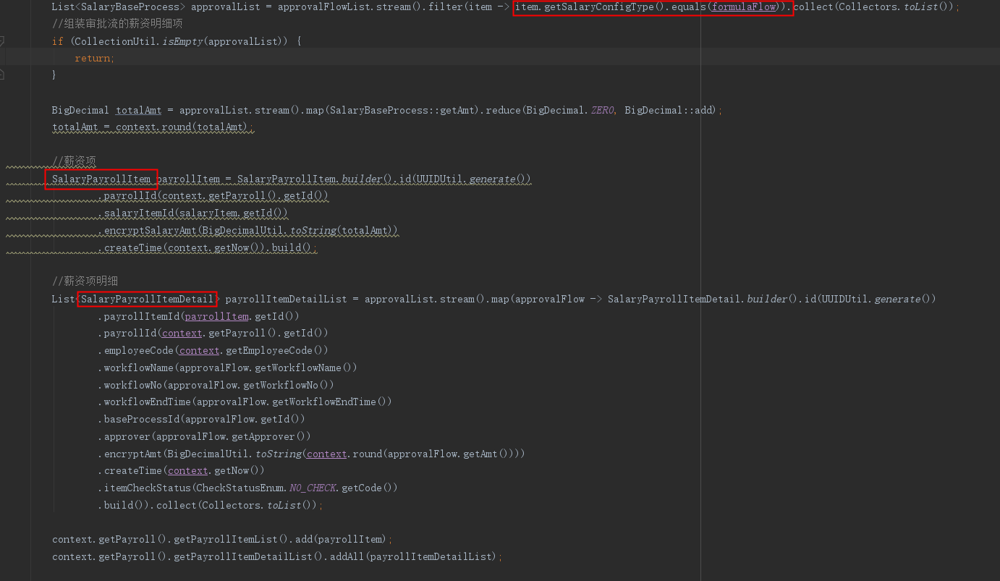 List<SalaryBaseProcess> approvalList = approvalFlowList.stream().filter(item -> item.getSalaryConfigType().equals(formulaFlow)).collect(Collectors.toList());
//组装审批流的薪资明细项
if (CollectionUtil.isEmpty(approvalList)) {
return;
}
BigDecimal totalAmt = approvalList.stream().map(SalaryBaseProcess::getAmt).reduce(BigDecimal.ZERO, BigDecimal::add);
totalAmt = context.round(totalAmt);
//薪资项
SalaryPayrollItem payrollItem = SalaryPayrollItem.builder().id(UUIDUtil.generate())
.payrollId(context.getPayroll().getId())
.salaryItemId(salaryItem.getId())
.encryptSalaryAmt(BigDecimalUtil.toString(totalAmt))
.createTime(context.getNow()).build();
//薪资项明细
List<SalaryPayrollItemDetail> payrollItemDetailList = approvalList.stream().map(approvalFlow -> SalaryPayrollItemDetail.builder().id(UUIDUtil.generate())
.payrollItemId(payrollItem.getId())
.payrollId(context.getPayroll().getId())
.employeeCode(context.getEmployeeCode())
.workflowName(approvalFlow.getWorkflowName())
.workflowNo(approvalFlow.getWorkflowNo())
.workflowEndTime(approvalFlow.getWorkflowEndTime())
.baseProcessId(approvalFlow.getId())
.approver(approvalFlow.getApprover())
.encryptAmt(BigDecimalUtil.toString(context.round(approvalFlow.getAmt())))
.createTime(context.getNow())
.itemCheckStatus(CheckStatusEnum.NO_CHECK.getCode())
.build()).collect(Collectors.toList());
context.getPayroll().getPayrollItemList().add(payrollItem);
context.getPayroll().getPayrollItemDetailList().addAll(payrollItemDetailList);